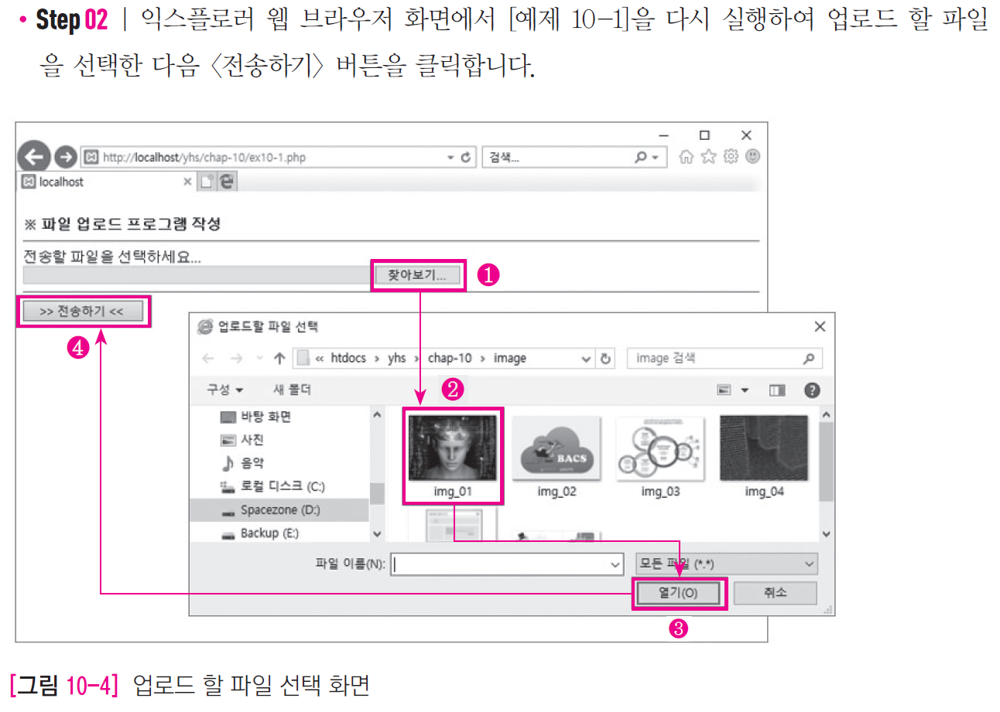 • Step 02 | 익스플로러 웹 브라우저 화면에서 [예제 10-1]을 다시 실행하여 업로드 할 파일
을 선택한 다음 〈전송하기〉 버튼을 클릭합니다.
http://localhost/yhs/chap-10/ex10-1.php
검색...
localhost
※ 파일 업로드 프로그램 작성
전송할 파일을 선택하세요...
찾아보기...
❶
>> 전송하기 <<
❹
업로드할 파일 선택
« htdocs > yhs > chap-10 > image
image 검색
구성
새 폴더
❷
바탕 화면
사진
음악
로컬 디스크 (C:)
Spacezone (D:)
Backup (E:)
BACS
img_01
img_02
img_03
img_04
파일 이름(N):
모든 파일 (*.*)
열기(O)
취소
❸
[그림 10-4] 업로드 할 파일 선택 화면